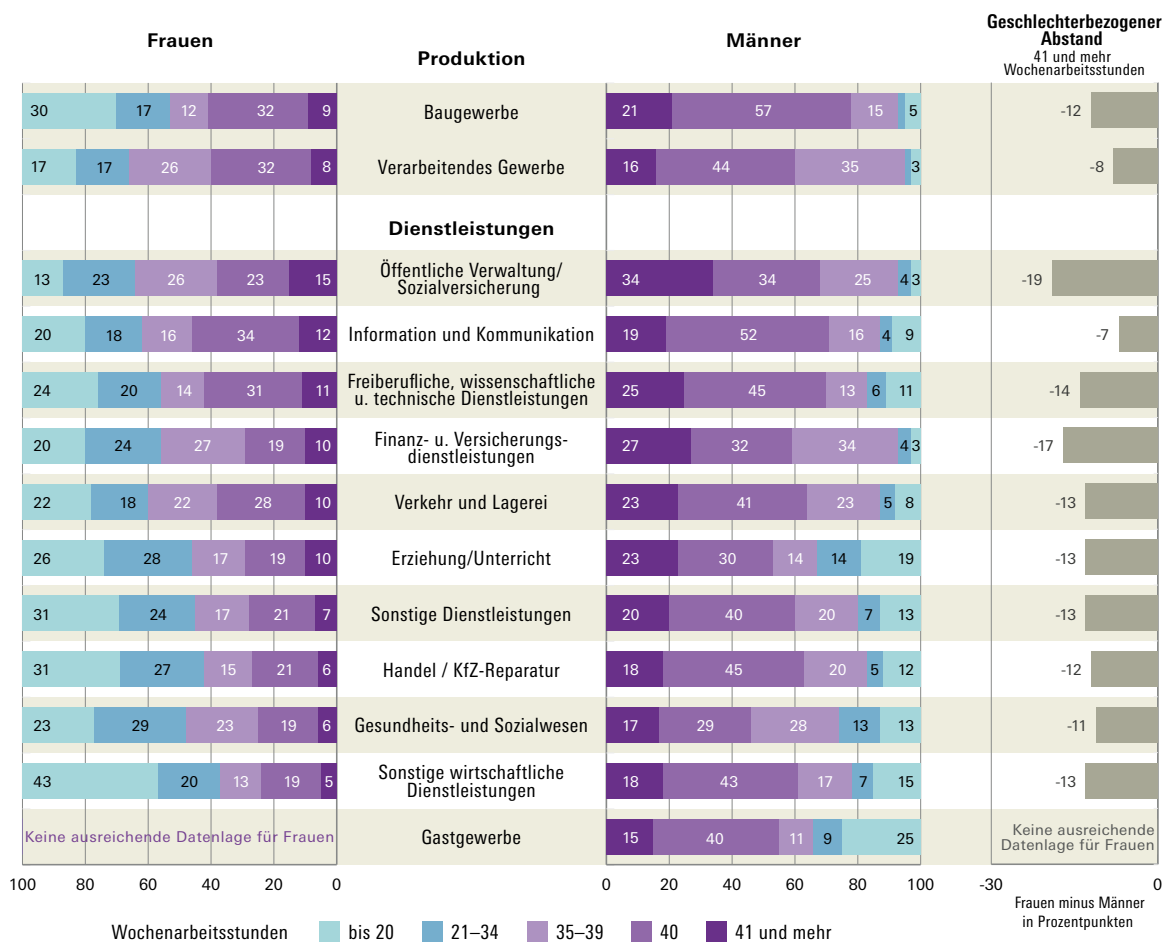 Frauen
Produktion
Männer
Geschlechterbezogener
Abstand
41 und mehr
Wochenarbeitsstunden
30 17 12 32 9 Baugewerbe 21 57 15 5 -12
17 17 26 32 8 Verarbeitendes Gewerbe 16 44 35 3 -8
Dienstleistungen
13 23 26 23 15 Öffentliche Verwaltung/
Sozialversicherung 34 34 25 4 3 -19
20 18 16 34 12 Information und Kommunikation 19 52 16 4 9 -7
24 20 14 31 11 Freiberufliche, wissenschaftliche
u. technische Dienstleistungen 25 45 13 6 11 -14
20 24 27 19 10 Finanz- u. Versicherungs-
dienstleistungen 27 32 34 4 3 -17
22 18 22 28 10 Verkehr und Lagerei 23 41 23 5 8 -13
26 28 17 19 10 Erziehung/Unterricht 23 30 14 14 19 -13
31 24 17 21 7 Sonstige Dienstleistungen 20 40 20 7 13 -13
31 27 15 21 6 Handel / KfZ-Reparatur 18 45 20 5 12 -12
23 29 23 19 6 Gesundheits- und Sozialwesen 17 29 28 13 13 -11
43 20 13 19 5 Sonstige wirtschaftliche
Dienstleistungen 18 43 17 7 15 -13
Keine ausreichende Datenlage für Frauen Gastgewerbe 15 40 11 9 25 Keine ausreichende
Datenlage für Frauen
100 80 60 40 20 0 0 20 40 60 80 100 -30 0
Frauen minus Männer
in Prozentpunkten
Wochenarbeitsstunden bis 20 21–34 35–39 40 41 und mehr